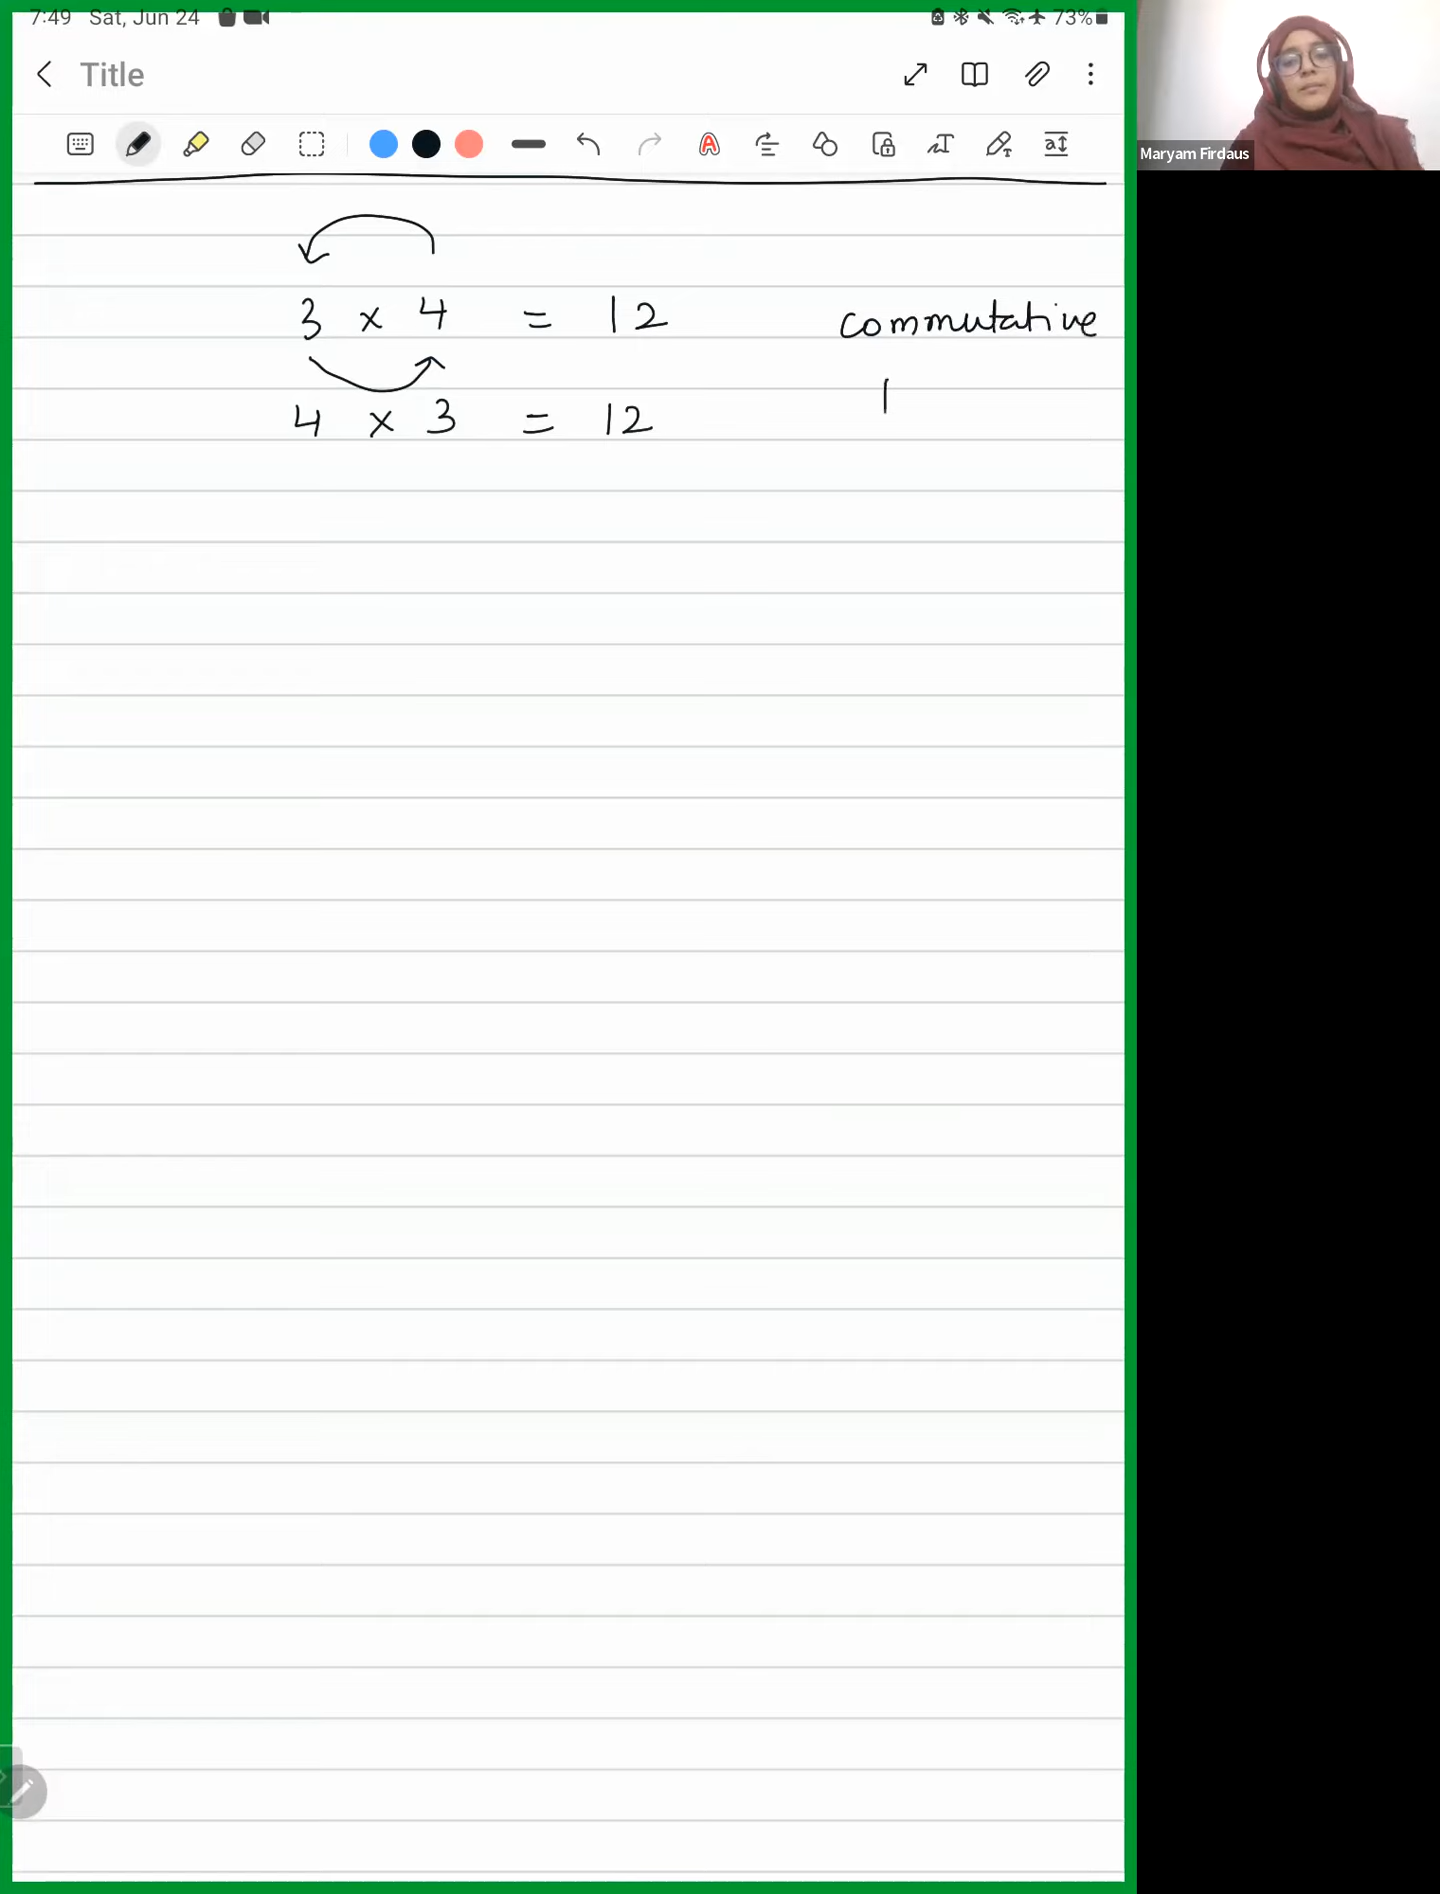 7:49 Sat, Jun 24 73%
Title
Maryam Firdaus
3 x 4 = 12 commutative
4 x 3 = 12